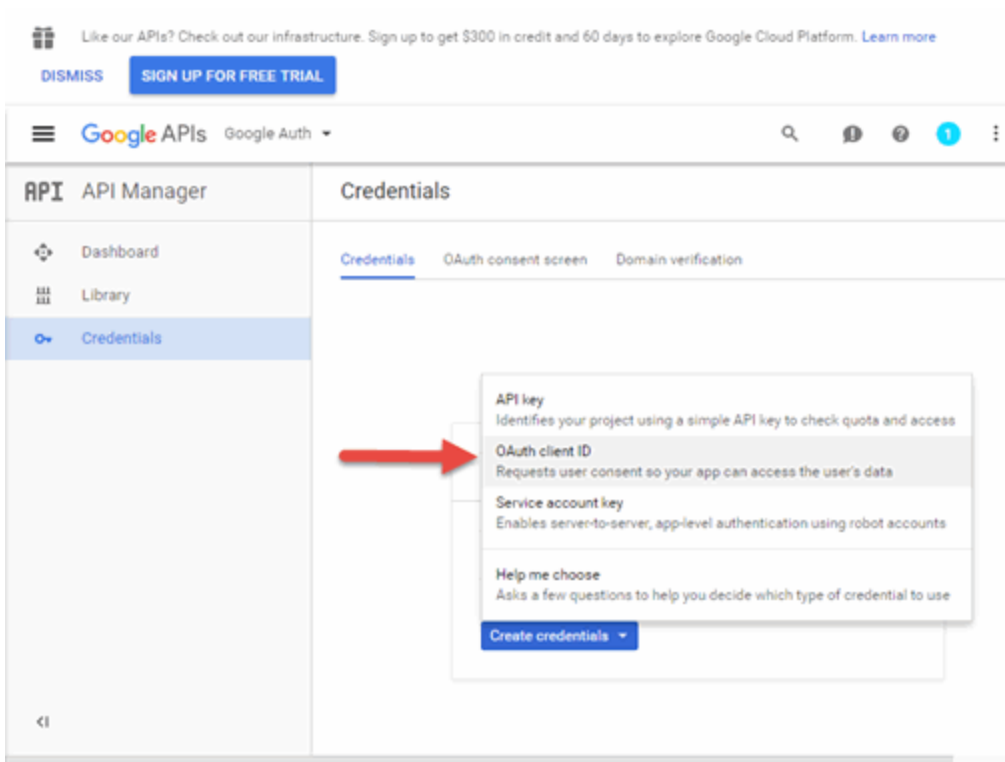 Like our APIs? Check out our infrastructure. Sign up to get $300 in credit and 60 days to explore Google Cloud Platform. Learn more
DISMISS SIGN UP FOR FREE TRIAL
Google APIs Google Auth 1
API API Manager Credentials
Dashboard
Credentials OAuth consent screen Domain verification
Library
Credentials
API key
Identifies your project using a simple API key to check quota and access
OAuth client ID
Requests user consent so your app can access the user's data
Service account key
Enables server-to-server, app-level authentication using robot accounts
Help me choose
Asks a few questions to help you decide which type of credential to use
Create credentials